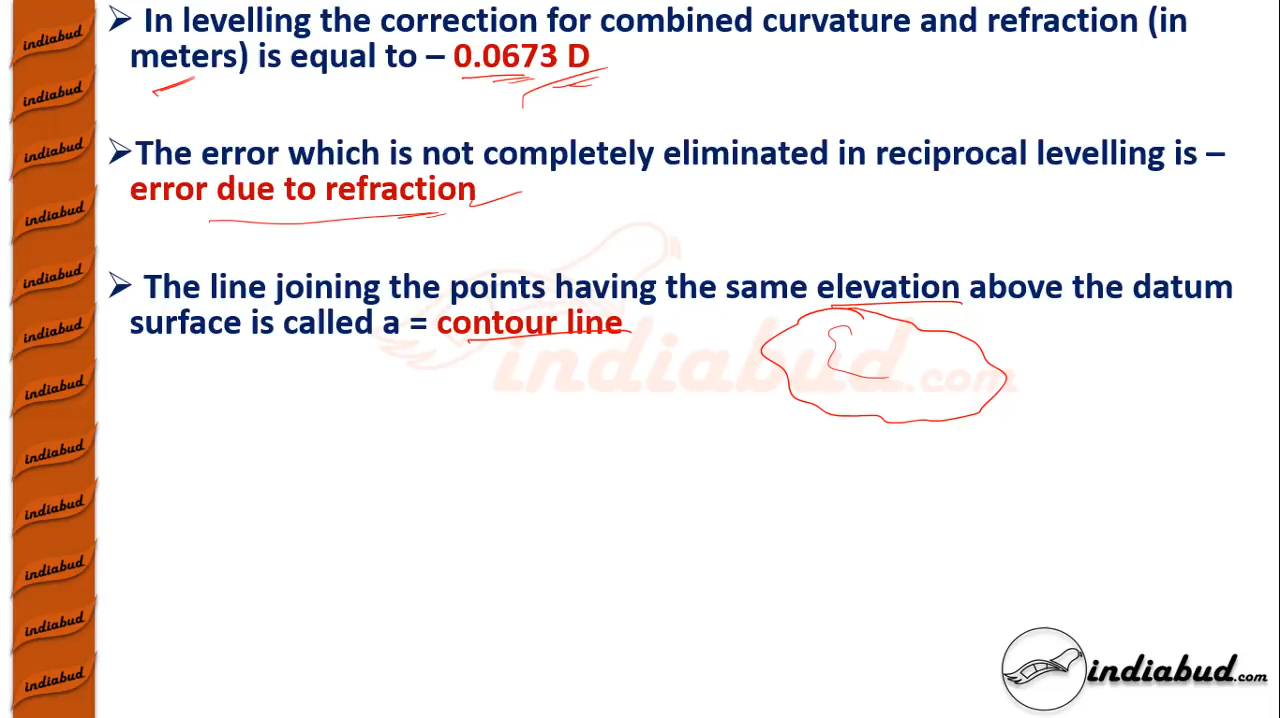 ➢ In levelling the correction for combined curvature and refraction (in
meters) is equal to – 0.0673 D
➢The error which is not completely eliminated in reciprocal levelling is –
error due to refraction
➢ The line joining the points having the same elevation above the datum
surface is called a = contour line
indiabud.com
indiabud
indiabud
indiabud
indiabud
indiabud
indiabud
indiabud
indiabud
indiabud
indiabud
indiabud
indiabud
indiabud.com